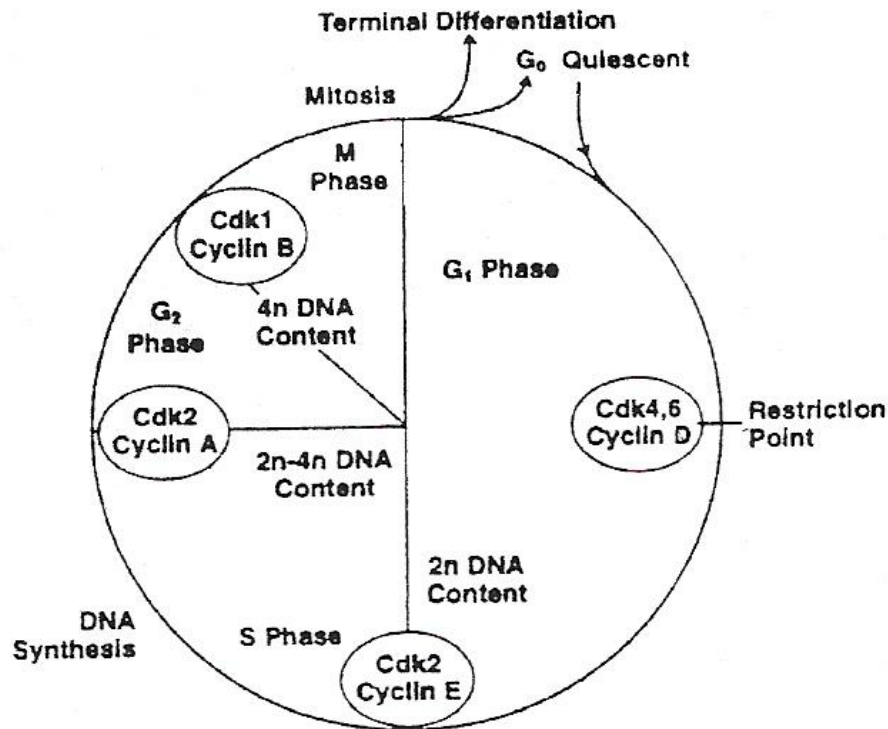 Terminal Differentiation
G₀ Quiescent
Mitosis
M
Phase
Cdk1
Cyclin B
G₁ Phase
4n DNA
Content
G₂
Phase
Cdk2
Cyclin A
Cdk4,6
Cyclin D
Restriction
Point
2n-4n DNA
Content
2n DNA
Content
DNA
Synthesis
S Phase
Cdk2
Cyclin E